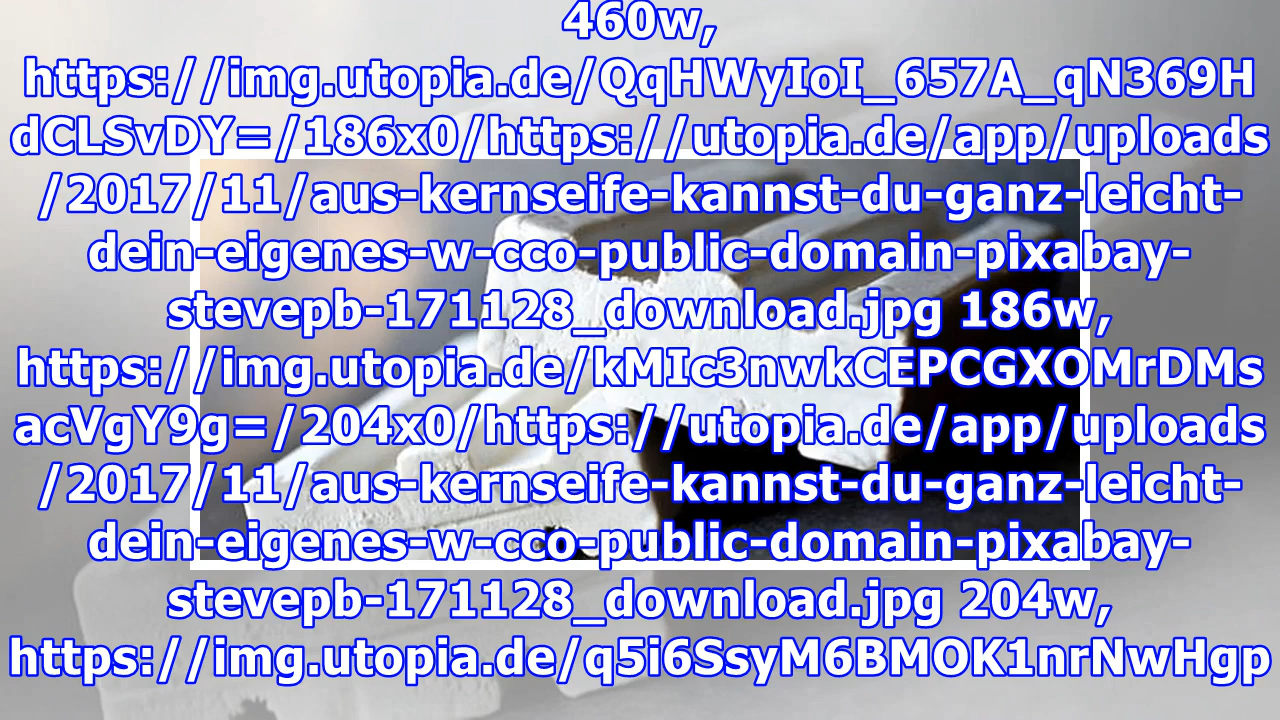 460w,
https://img.utopia.de/QqHWyIoI_657A_qN369H
dCLSvDY=/186x0/https://utopia.de/app/uploads
/2017/11/aus-kernseife-kannst-du-ganz-leicht-
dein-eigenes-w-cco-public-domain-pixabay-
stevepb-171128_download.jpg 186w,
https://img.utopia.de/kMIc3nwkCEPCGXOMrDMs
acVgY9g=/204x0/https://utopia.de/app/uploads
/2017/11/aus-kernseife-kannst-du-ganz-leicht-
dein-eigenes-w-cco-public-domain-pixabay-
stevepb-171128_download.jpg 204w,
https://img.utopia.de/q5i6SsyM6BMOK1nrNwHgp